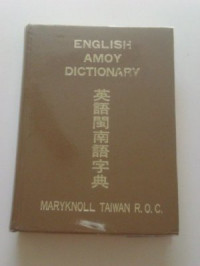 ENGLISH
AMOY
DICTIONARY
英語閩南語字典
MARYKNOLL TAIWAN R.O.C.